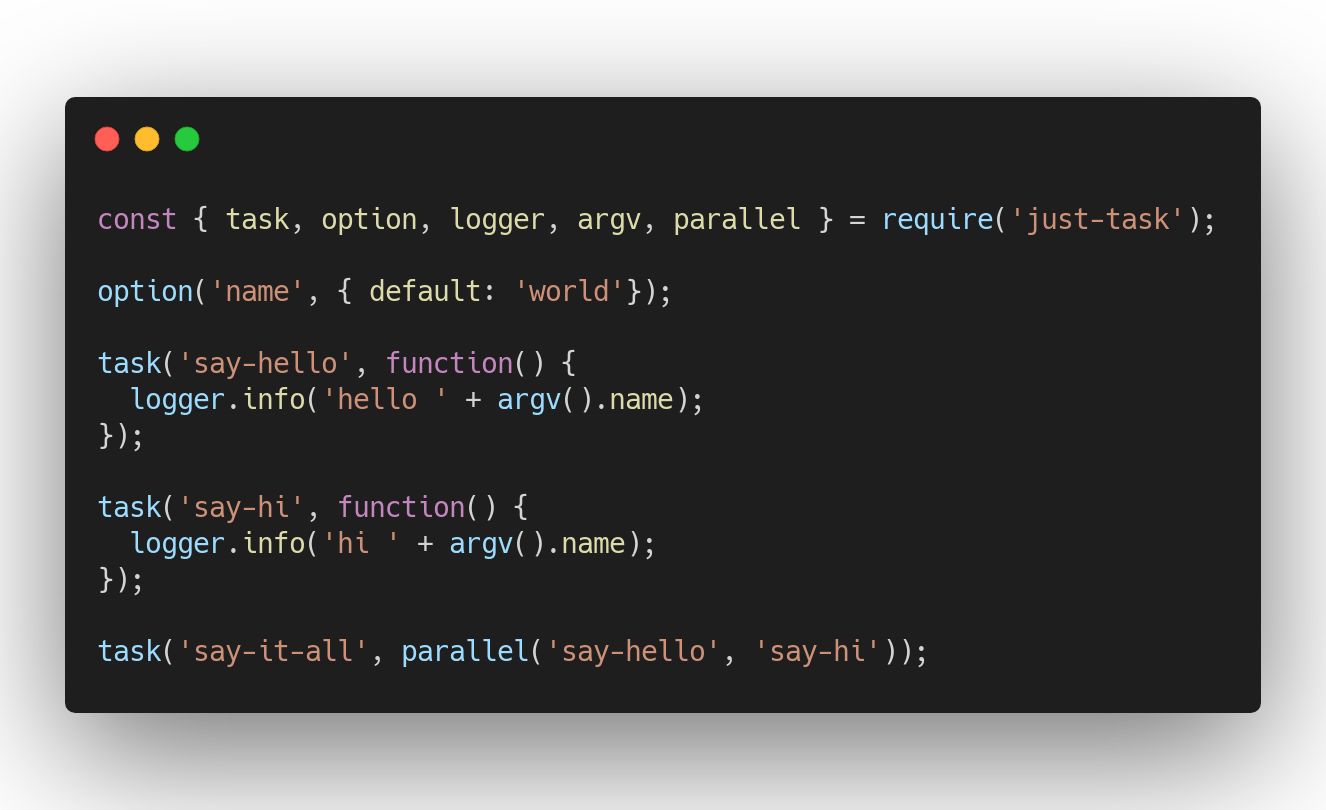 const { task, option, logger, argv, parallel } = require('just-task');
option('name', { default: 'world'});
task('say-hello', function() {
  logger.info('hello ' + argv().name);
});
task('say-hi', function() {
  logger.info('hi ' + argv().name);
});
task('say-it-all', parallel('say-hello', 'say-hi'));